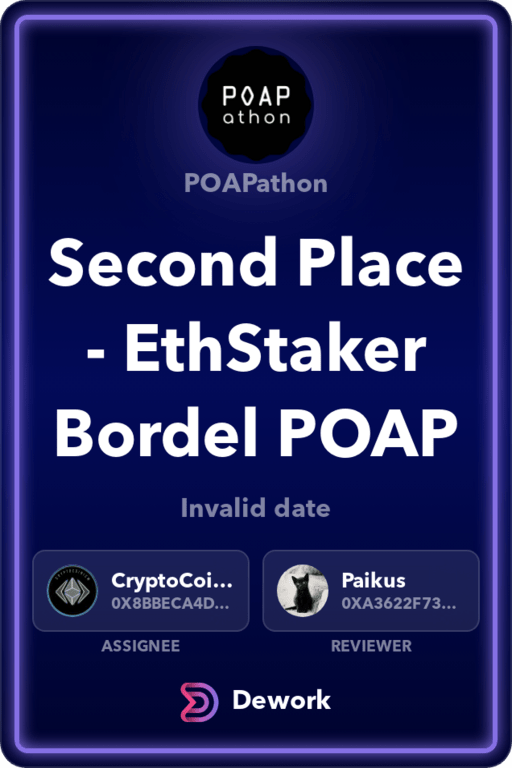 POAP
athon
POAPathon
Second Place
- EthStaker
Bordel POAP
Invalid date
CryptoCoi...
0X8BBECA4D...
ASSIGNEE
Paikus
0XA3622F73...
REVIEWER
Dework